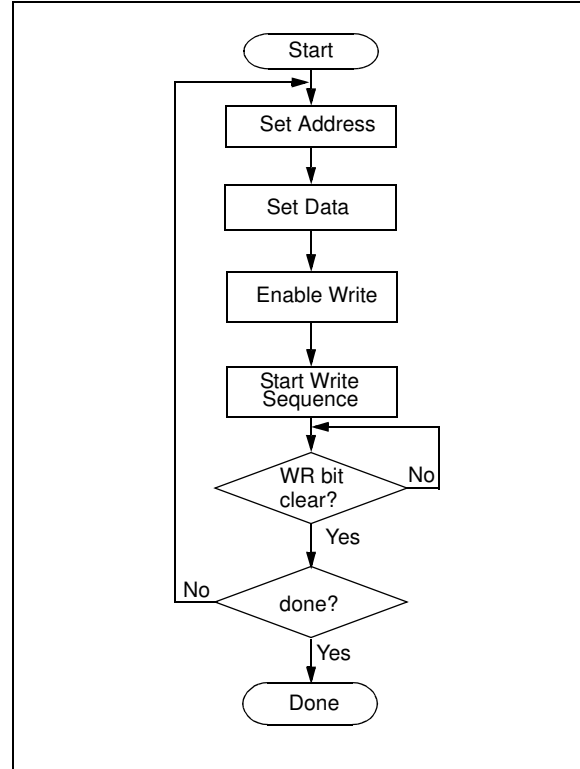 Start
Set Address
Set Data
Enable Write
Start Write
Sequence
WR bit
clear?
No
Yes
No
done?
Yes
Done